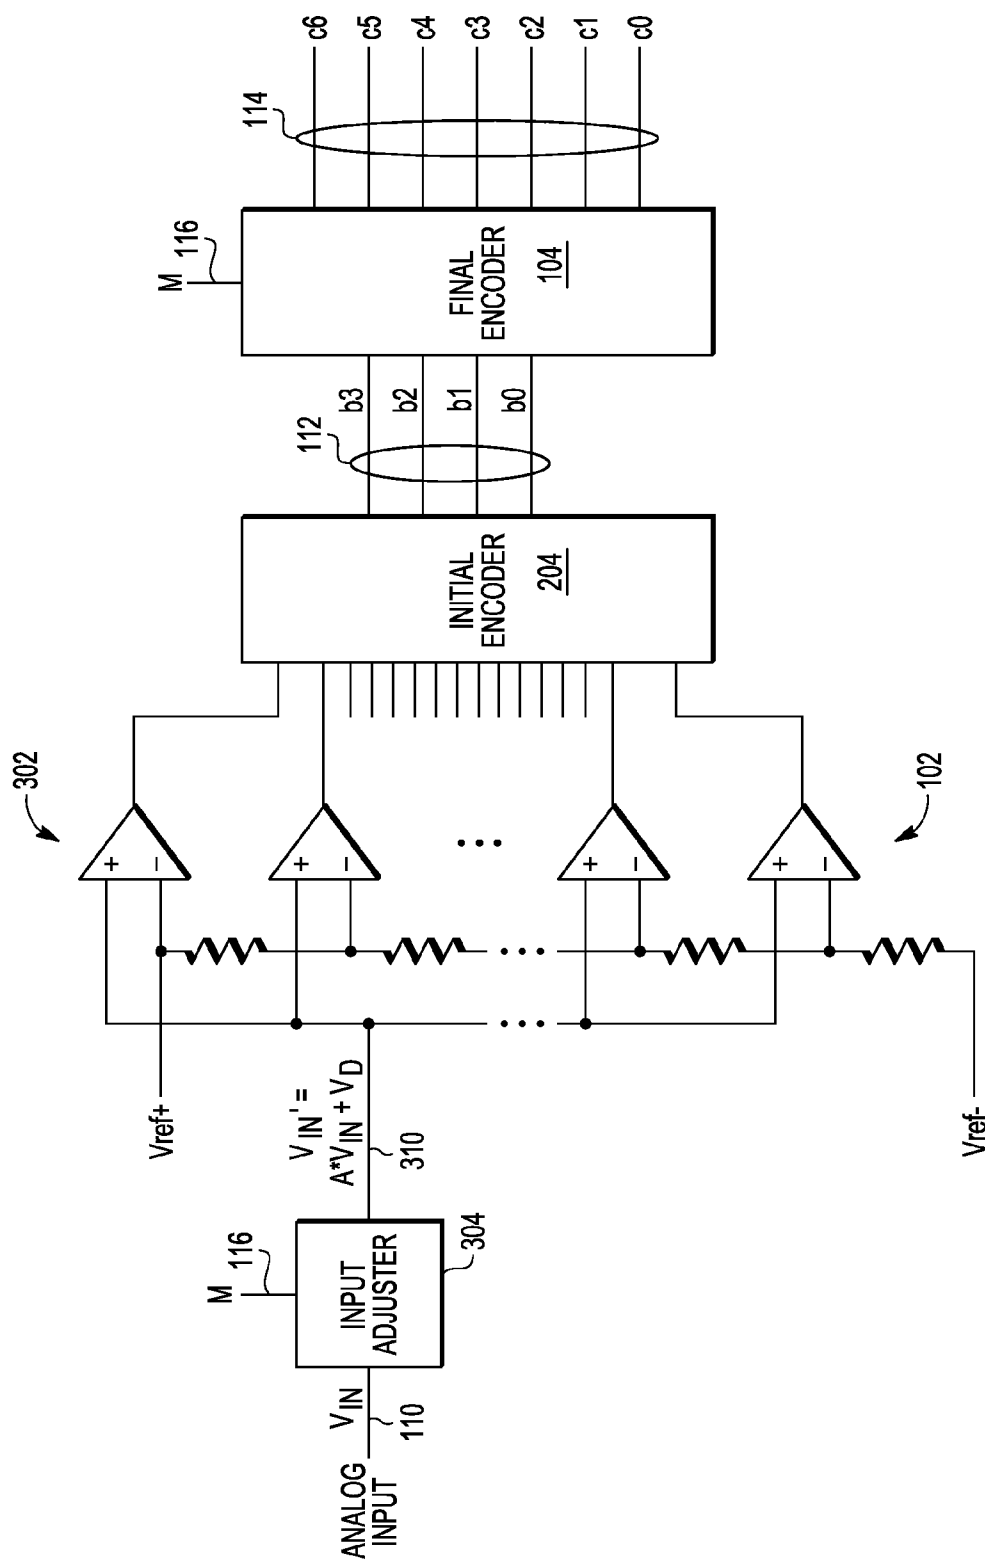 ANALOG
INPUT
V_IN
110
M
116
INPUT
ADJUSTER
304
V_IN' =
A*V_IN + V_D
310
Vref+
Vref-
302
+
−
+
−
• • •
+
−
+
−
102
• • •
• • •
INITIAL
ENCODER
204
112
b3
b2
b1
b0
M
116
FINAL
ENCODER
104
114
c6
c5
c4
c3
c2
c1
c0